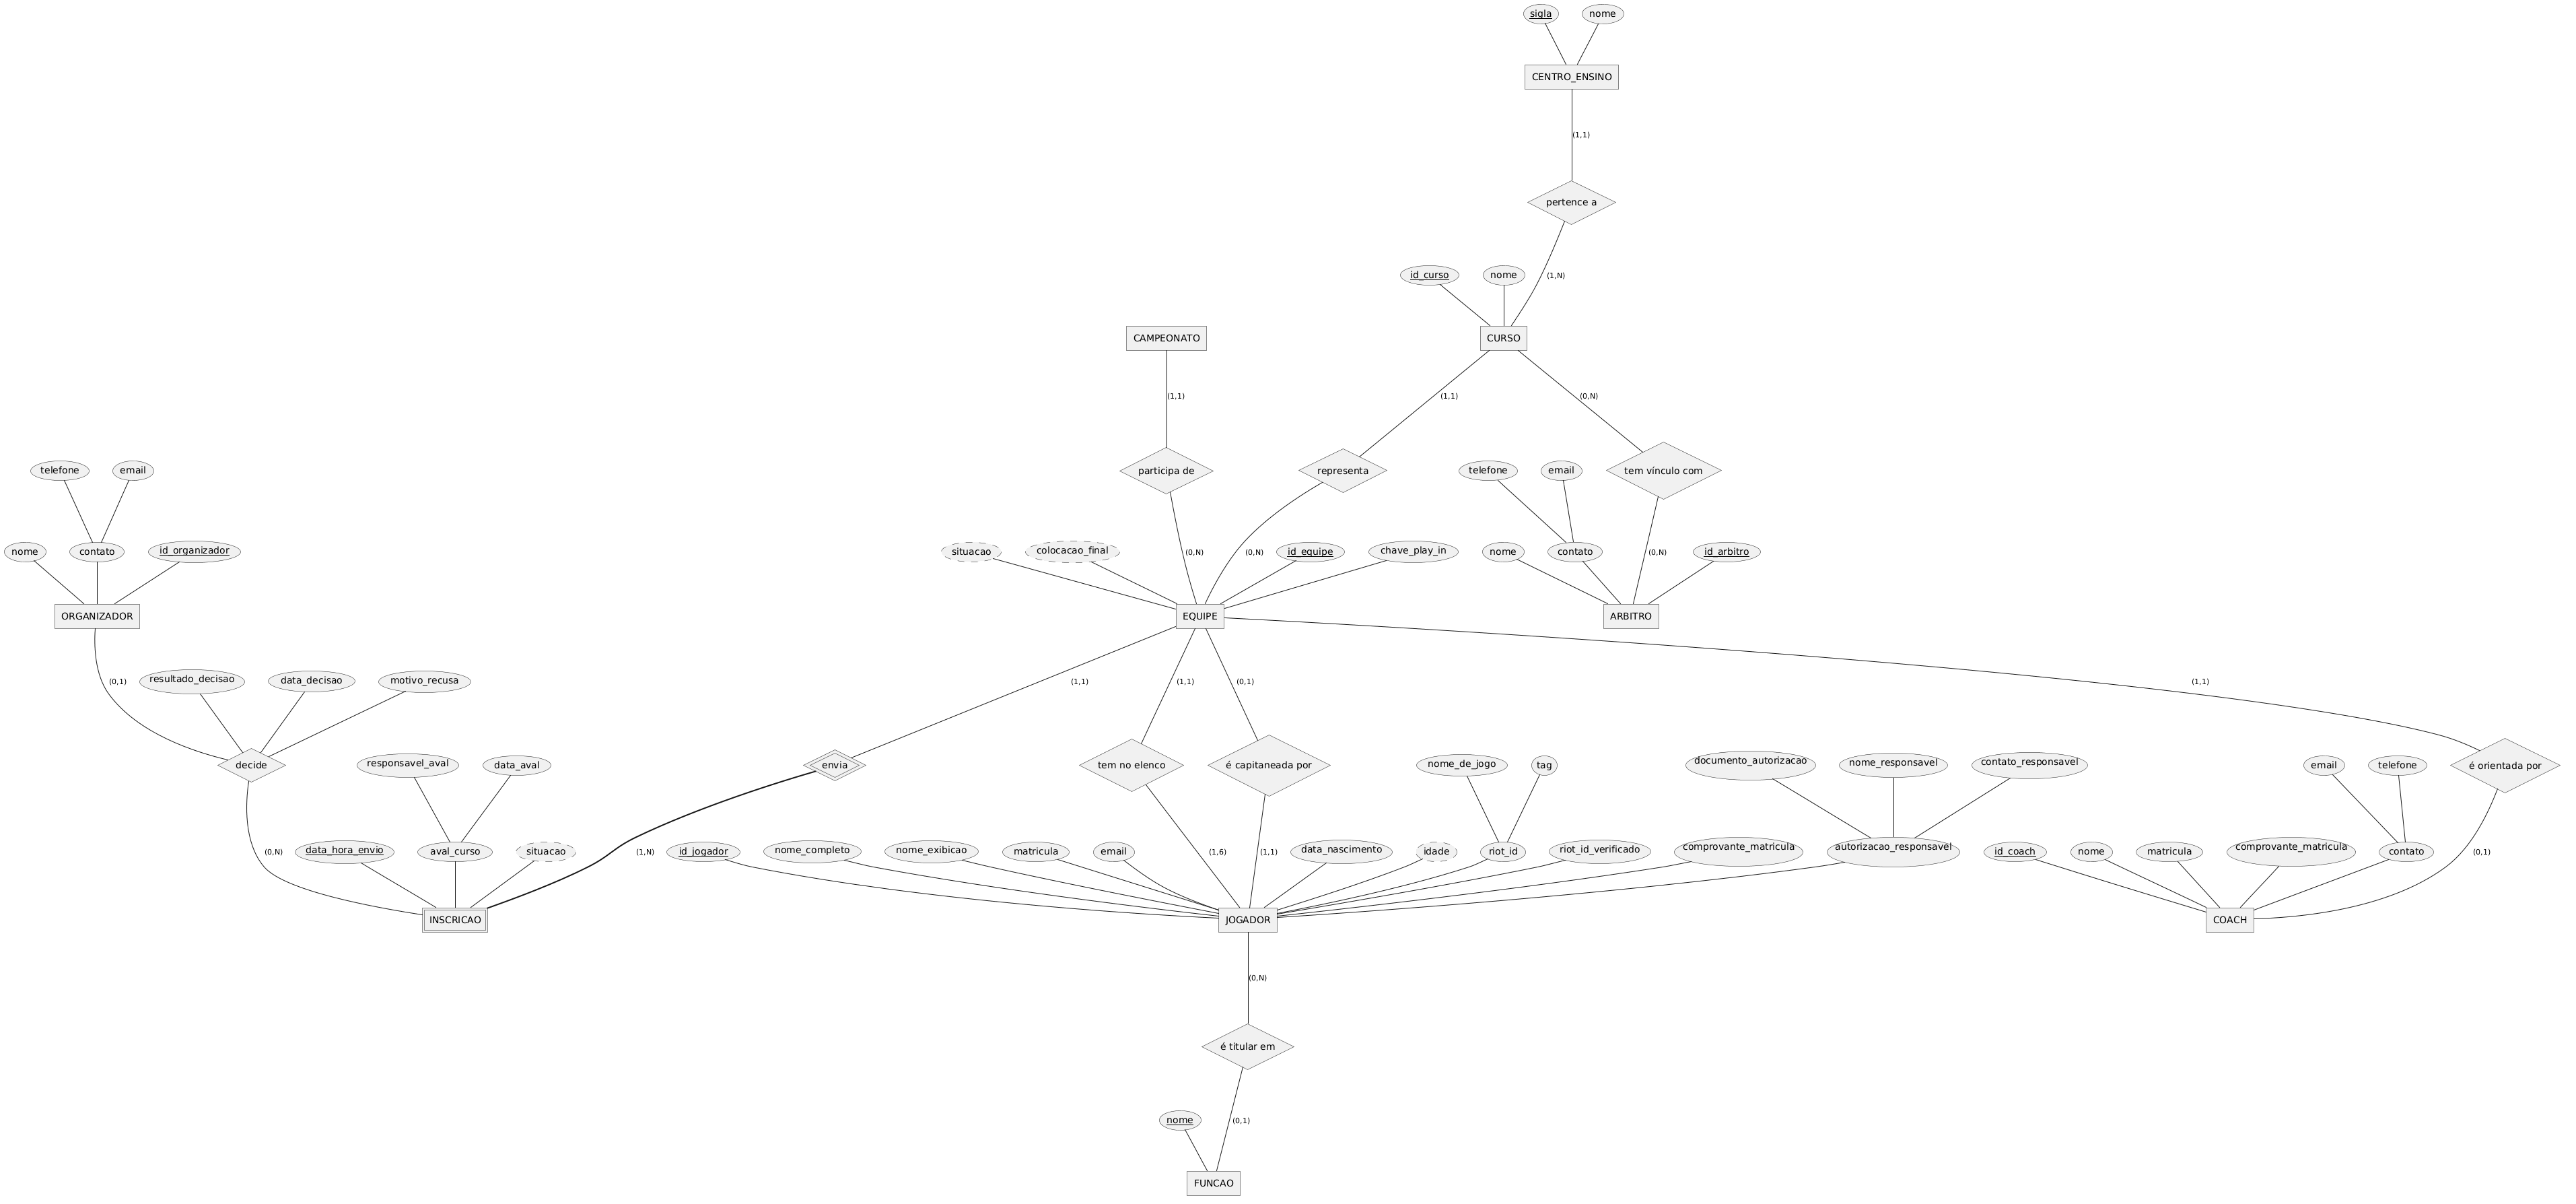 sigla
nome
CENTRO_ENSINO
(1,1)
pertence a
id_curso
nome
(1,N)
CAMPEONATO
CURSO
(1,1)
(1,1)
(0,N)
telefone
email
participa de
representa
telefone
email
tem vínculo com
nome
contato
id_organizador
situacao
colocacao_final
(0,N)
(0,N)
id_equipe
chave_play_in
nome
contato
(0,N)
id_arbitro
ORGANIZADOR
EQUIPE
ARBITRO
(0,1)
resultado_decisao
data_decisao
motivo_recusa
(1,1)
(1,1)
(0,1)
(1,1)
decide
responsavel_aval
data_aval
envia
tem no elenco
é capitaneada por
nome_de_jogo
tag
documento_autorizacao
nome_responsavel
contato_responsavel
email
telefone
é orientada por
(0,N)
data_hora_envio
aval_curso
situacao
(1,N)
id_jogador
nome_completo
nome_exibicao
matricula
email
(1,6)
(1,1)
data_nascimento
idade
riot_id
riot_id_verificado
comprovante_matricula
autorizacao_responsavel
id_coach
nome
matricula
comprovante_matricula
contato
(0,1)
INSCRICAO
JOGADOR
COACH
(0,N)
é titular em
nome
(0,1)
FUNCAO